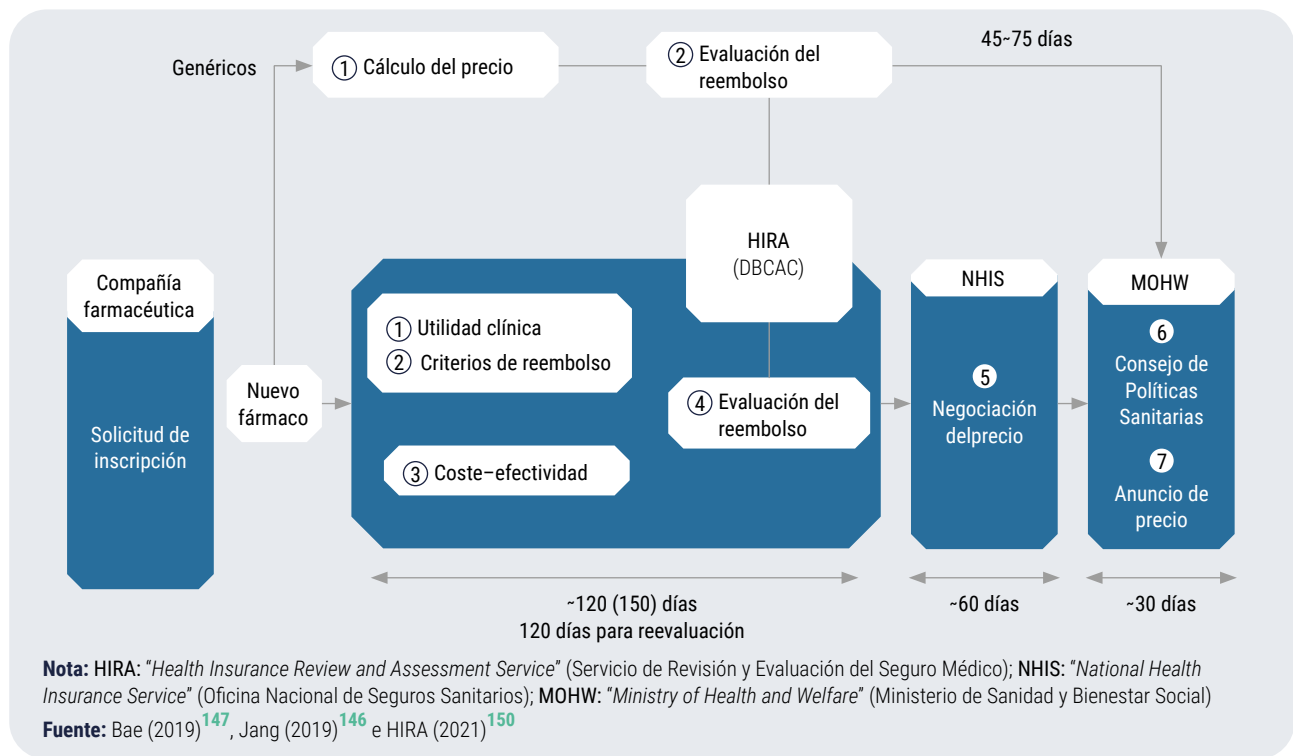 45~75 días
Genéricos
① Cálculo del precio
② Evaluación del
reembolso
HIRA
(DBCAC)
Compañía
farmacéutica
Solicitud de
inscripción
Nuevo
fármaco
① Utilidad clínica
② Criterios de reembolso
③ Coste–efectividad
④ Evaluación del
reembolso
NHIS
⑤
Negociación
delprecio
MOHW
⑥
Consejo de
Políticas
Sanitarias
⑦
Anuncio de
precio
~120 (150) días
120 días para reevaluación
~60 días
~30 días
Nota: HIRA: “Health Insurance Review and Assessment Service” (Servicio de Revisión y Evaluación del Seguro Médico); NHIS: “National Health
Insurance Service” (Oficina Nacional de Seguros Sanitarios); MOHW: “Ministry of Health and Welfare” (Ministerio de Sanidad y Bienestar Social)
Fuente: Bae (2019)147, Jang (2019)146 e HIRA (2021)150